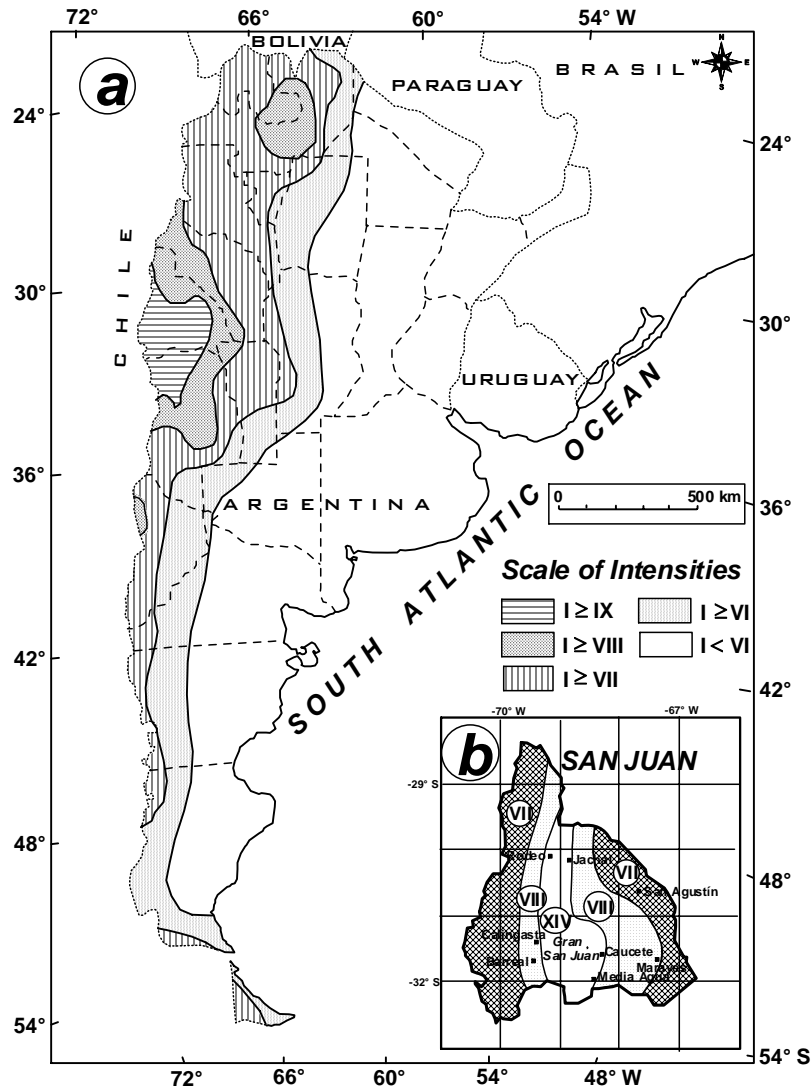 72° 66° 60° 54° W
BOLIVIA
a
BRASIL
N
W E
S
PARAGUAY
24° 24°
CHILE
30° 30°
URUGUAY
SOUTH ATLANTIC OCEAN
36° 36°
ARGENTINA
0 500 km
Scale of Intensities
I ≥ IX I ≥ VI
I ≥ VIII I < VI
I ≥ VII
42° 42°
-70° W -67° W
b SAN JUAN
-29° S
VII
Rodeo Jachal
VII
San Agustín
VIII VIII
XIV
Calingasta Gran
San Juan Caucete
Barreal Marayes
Media Agua
-32° S
48° 48°
54° 54° S
72° 66° 60° 54° 48° W